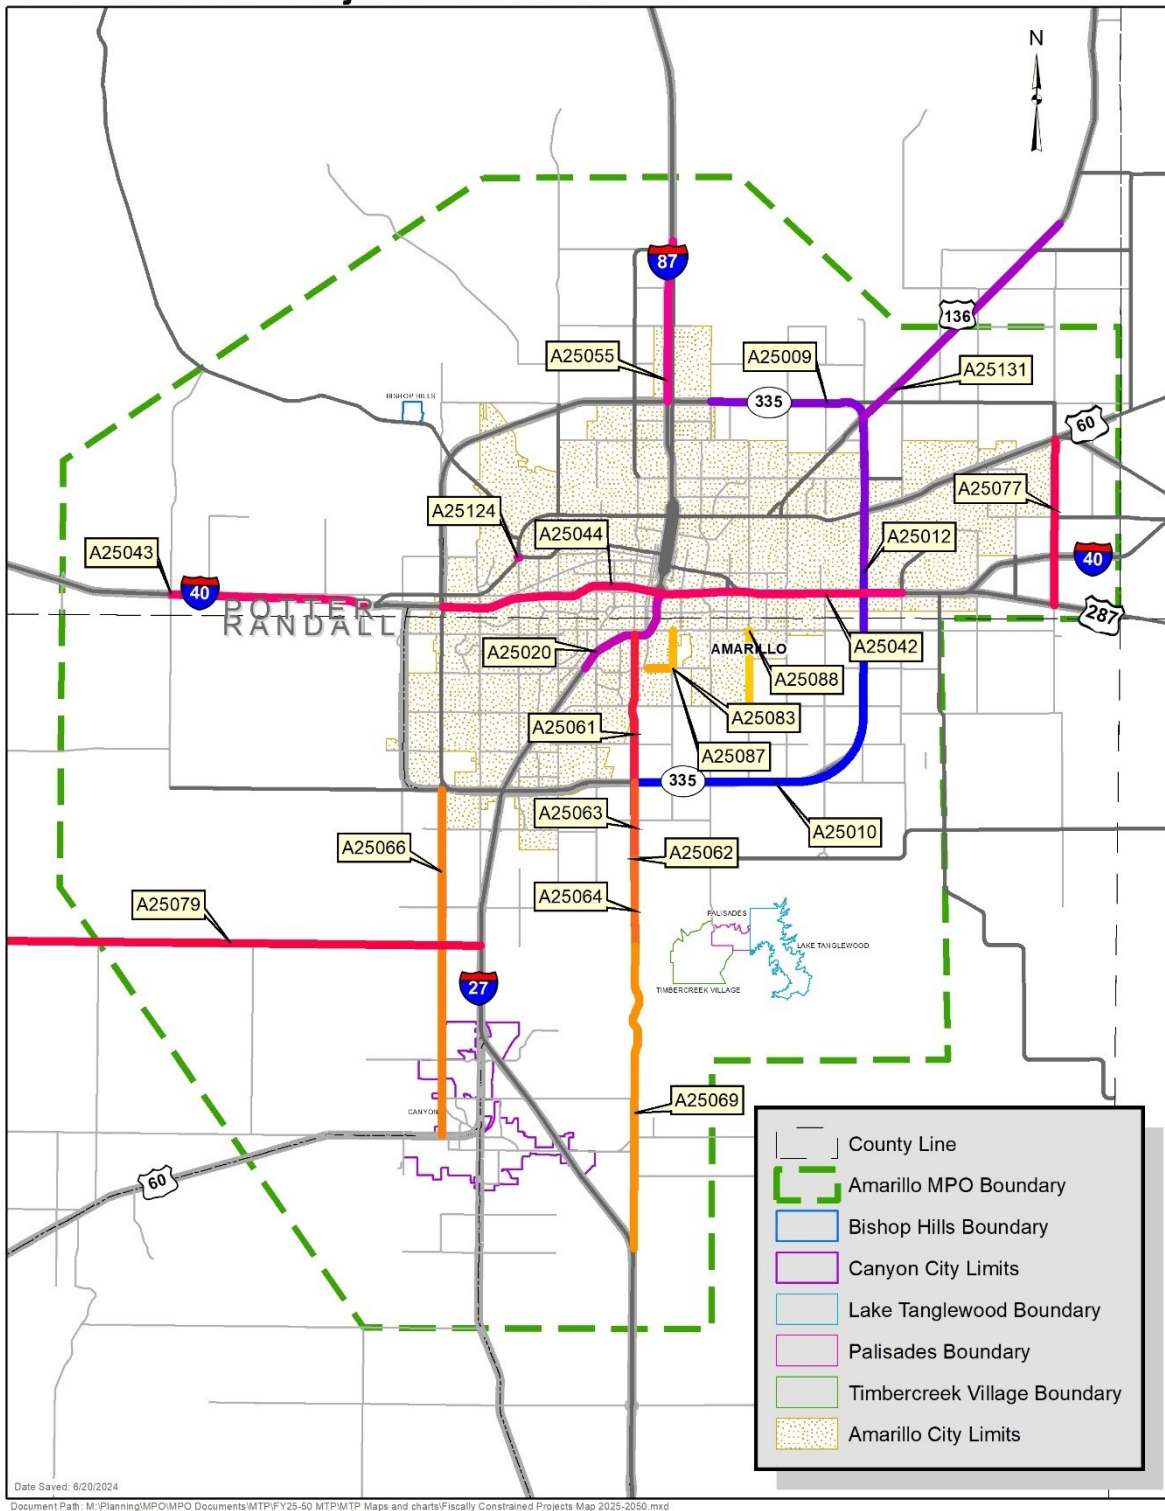 N
87
136
A25055
A25009
A25131
335
BISHOP HILLS
60
A25077
A25124
A25044
A25012
A25043
40
40
POTTER
RANDALL
287
A25020
AMARILLO
A25042
A25088
A25083
A25061
A25087
335
A25063
A25010
A25066
A25062
A25064
A25079
PALISADES
LAKE TANGLEWOOD
TIMBERCREEK VILLAGE
27
A25069
CANYON
60
County Line
Amarillo MPO Boundary
Bishop Hills Boundary
Canyon City Limits
Lake Tanglewood Boundary
Palisades Boundary
Timbercreek Village Boundary
Amarillo City Limits
Date Saved: 6/20/2024
Document Path: M:\Planning\MPO\MPO Documents\MTP\FY25-50 MTP\MTP Maps and charts\Fiscally Constrained Projects Map 2025-2050.mxd